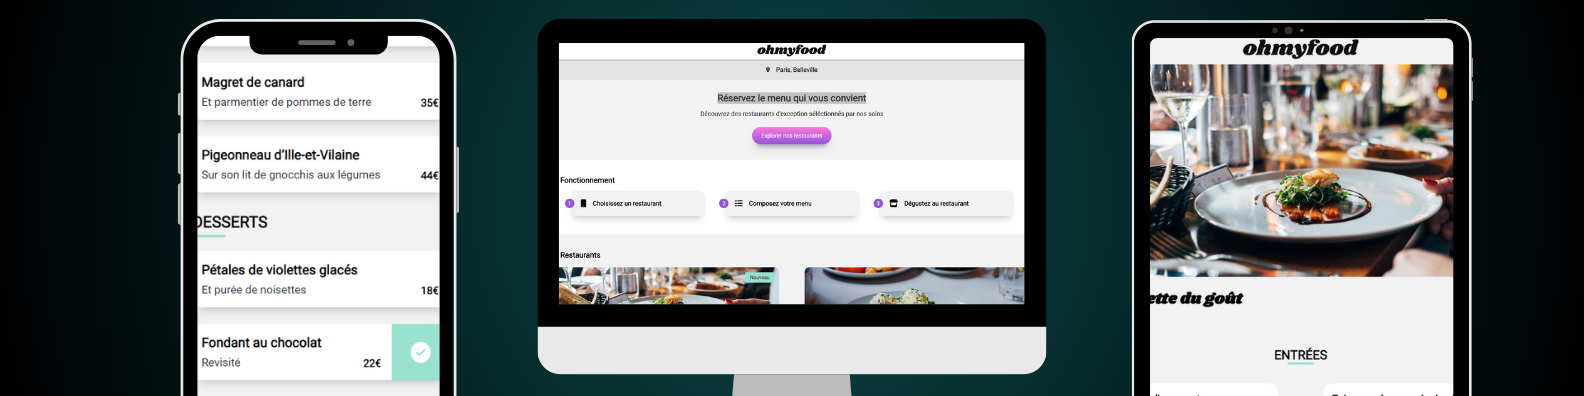 Magret de canard
Et parmentier de pommes de terre 35€
Pigeonneau d'Ille-et-Vilaine
Sur son lit de gnocchis aux légumes 44€
DESSERTS
Pétales de violettes glacés
Et purée de noisettes 18€
Fondant au chocolat
Revisité 22€
ohmyfood
Paris, Belleville
Réservez le menu qui vous convient
Découvrez des restaurants d'exception séléctionnés par nos soins
Explorer nos restaurants
Fonctionnement
1 Choisissez un restaurant
2 Composez votre menu
3 Dégustez au restaurant
Restaurants
Nouveau
ohmyfood
ette du goût
ENTRÉES